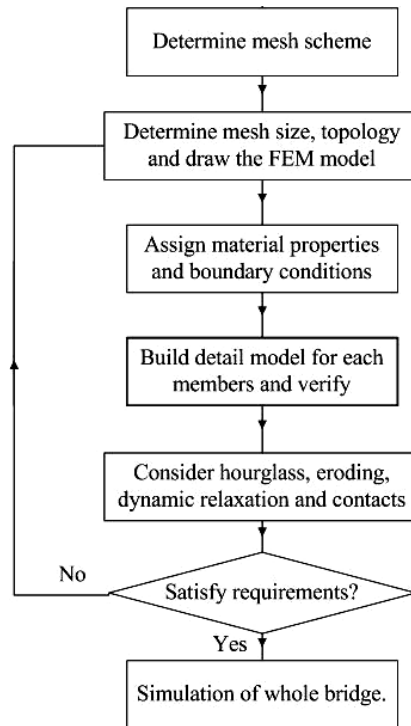 Determine mesh scheme
Determine mesh size, topology
and draw the FEM model
Assign material properties
and boundary conditions
Build detail model for each
members and verify
Consider hourglass, eroding,
dynamic relaxation and contacts
No
Satisfy requirements?
Yes
Simulation of whole bridge.